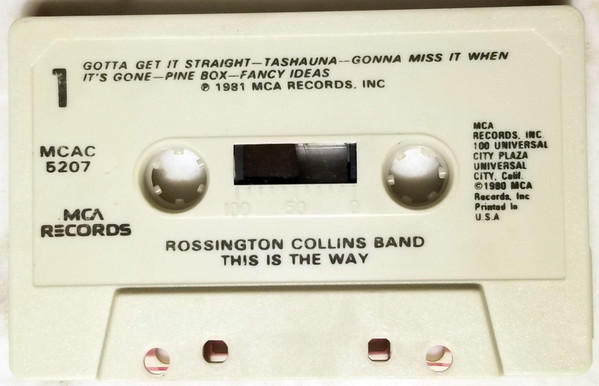 1
GOTTA GET IT STRAIGHT—TASHAUNA--GONNA MISS IT WHEN
IT'S GONE—PINE BOX—FANCY IDEAS
℗ 1981 MCA RECORDS, INC
MCAC
5207
MCA RECORDS
MCA
RECORDS, INC.
100 UNIVERSAL
CITY PLAZA
UNIVERSAL
CITY, Calif.
©1980 MCA
Records, Inc
Printed in
U.S.A
100 50 0
ROSSINGTON COLLINS BAND
THIS IS THE WAY